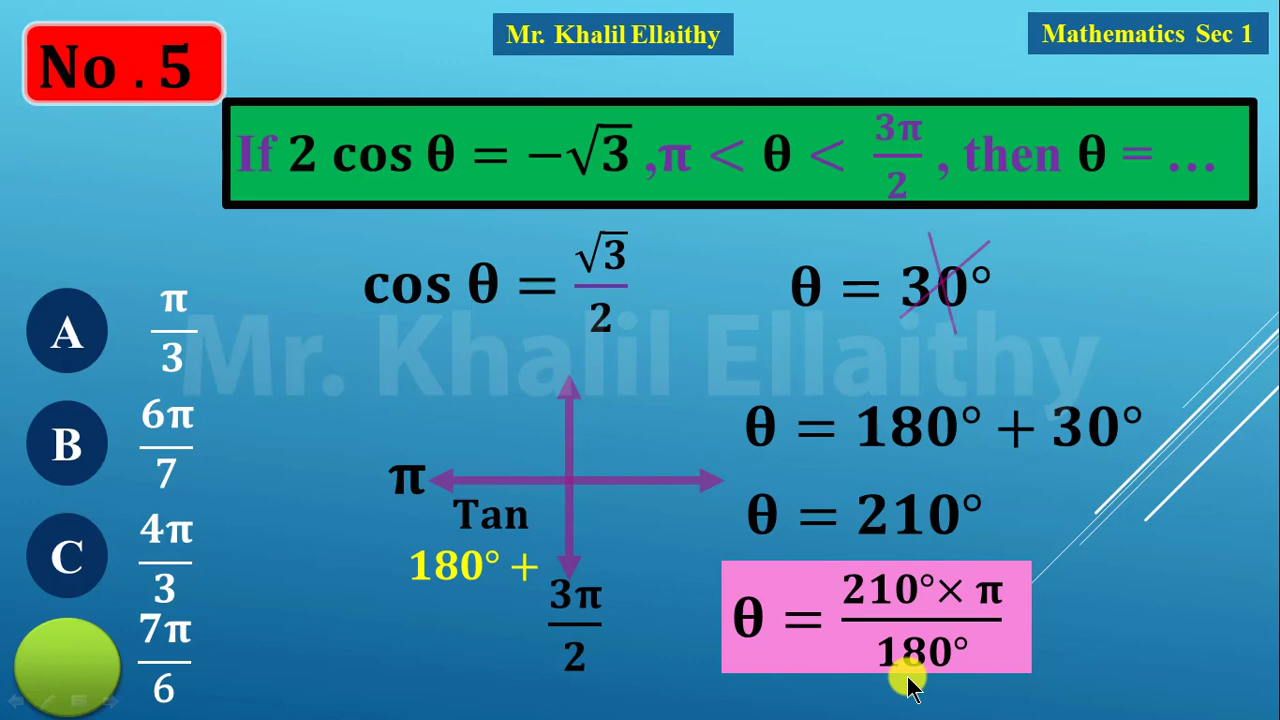 No . 5
Mr. Khalil Ellaithy
Mathematics Sec 1
If 2 cos θ = −√3 ,π < θ < 3π/2 , then θ = …
cos θ = √3/2
θ = 30°
A π/3
Mr. Khalil Ellaithy
B 6π/7
θ = 180° + 30°
π
Tan
θ = 210°
C 4π/3
180° +
3π/2
θ = 210°× π/180°
7π/6